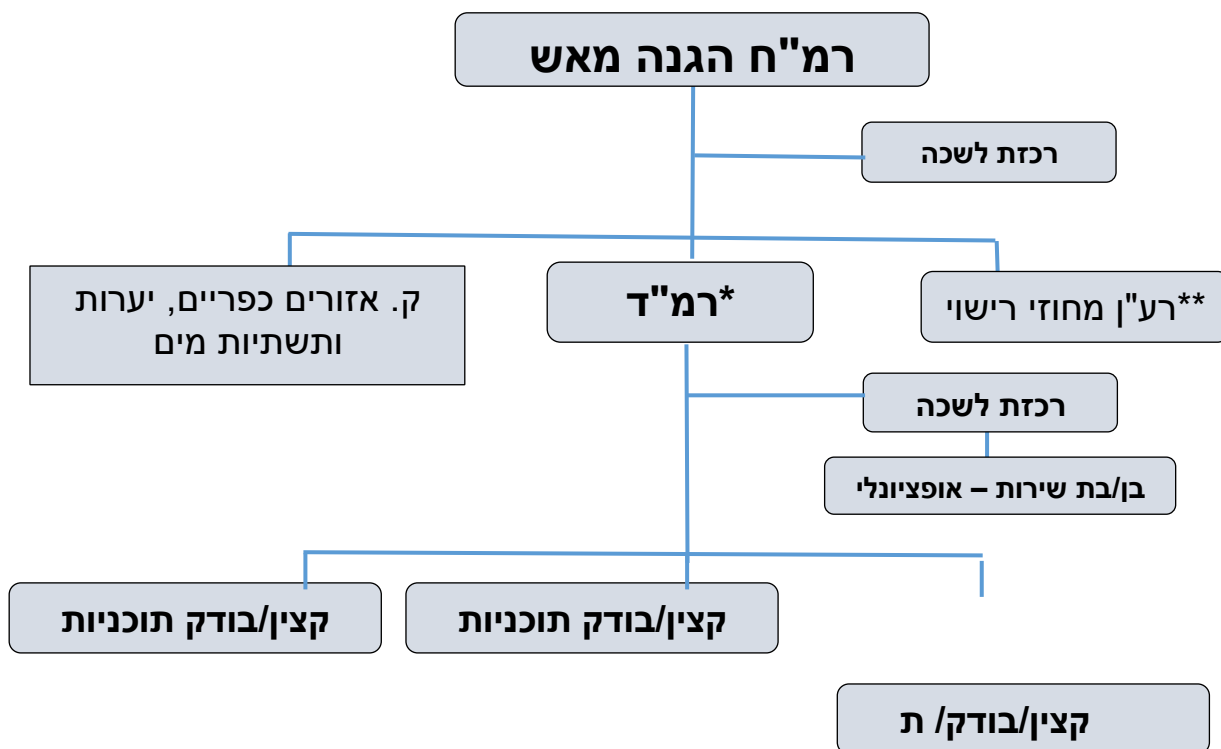 רמ"ח הגנה מאש
רכזת לשכה
**רע"ן מחוזי רישוי
*רמ"ד
ק. אזורים כפריים, יערות
ותשתיות מים
רכזת לשכה
בן/בת שירות – אופציונלי
קצין/בודק תוכניות
קצין/בודק תוכניות
קצין/בודק/ ת